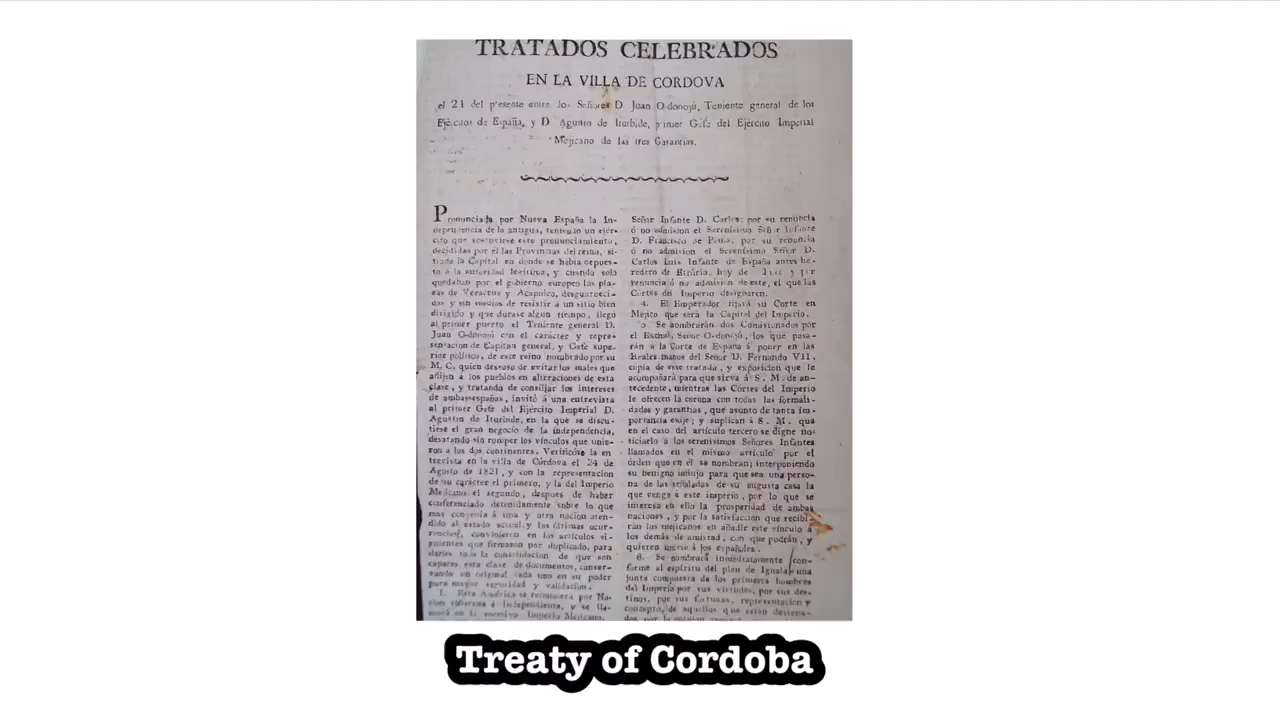 TRATADOS CELEBRADOS
EN LA VILLA DE CORDOVA
el 24 del presente entre los Señores D. Juan O-donojú, Teniente general de los
Ejércitos de España, y D. Agustin de Iturbide, primer Gefe del Ejército Imperial
Mejicano de las tres Garantías.
Pronunciada por Nueva España la In-
dependencia de la antigua, teniendo un ejér-
cito que sostuviese este pronunciamiento,
decididas por él las Provincias del reino, si-
tiada la Capital en donde se habia depues-
to á la autoridad legítima, y cuando solo
quedaban por el gobierno europeo las pla-
zas de Veracruz y Acapulco, desguarneci-
das y sin medios de resistir á un sitio bien
dirigido y que durase algun tiempo, llegó
al primer puerto el Teniente general D.
Juan O-donojú con el carácter y repre-
sentacion de Capitan general, y Gefe supe-
rior político, de este reino nombrado por su
M. C. quien deseoso de evitar los males que
aflijen á los pueblos en alteraciones de esta
clase, y tratando de conciliar los intereses
de ambas españas, invitó á una entrevista
al primer Gefe del Ejército Imperial D.
Agustin de Iturbide, en la que se discu-
tiese el gran negocio de la independencia,
desatando sin romper los vínculos que unie-
ron a los dos continentes. Verificóse la en
trevista en la villa de Córdova el 24 de
Agosto de 1821, y con la representacion
de su carácter el primero, y la del Imperio
Mejicano el segundo, despues de haber
conferenciado detenidamente sobre lo que
mas convenia á una y otra nacion aten-
dido al estado actual y las últimas ocur-
rencias, convinieron en los artículos si-
guientes que firmaron por duplicado, para
darles toda la consolidacion de que son
capaces esta clase de documentos, conser-
vando un original cada uno en su poder
para mayor seguridad y validacion.
1. Esta América se reconocera por Na-
cion soberana é Independiente, y se lla-
mará en lo sucesivo Imperio Mejicano.
Señor Infante D. Carlos; por su renuncia
ó no admision el Serenísimo Señor Infante
D. Francisco de Paula; por su renuncia
ó no admision el Serenísimo Señor D.
Carlos Luis Infante de España antes he-
redero de Etruria, hoy de y por
renuncia ó no admision de este, el que las
Córtes del Imperio designaren.
4. El Emperador fijará su Corte en
Mejico que será la Capital del Imperio.
5. Se nombrarán dos Comisionados por
el Exchô, Señor O-donojú, los que pasa-
rán á la Corte de España á poner en las
Reales manos del Señor D. Fernando VII,
copia de este tratado, y exposicion que le
acompañará para que sirva á S. M. de an-
tecedente, mientras las Córtes del Imperio
le ofrecen la corona con todas las formali-
dades y garantias, que asunto de tanta im-
portancia exije; y suplican á S. M. que
en el caso del artículo tercero se digne no-
ticiarlo á los serenísimos Señores Infantes
llamados en el mismo artículo por el
órden que en él se nombran; interponiendo
su benigno influjo para que sea una perso-
na de las señaladas de su augusta casa la
que venga á este imperio, por lo que se
interesa en ello la prosperidad de ambas
naciones, y por la satisfaccion que recibi-
rán los mejicanos en añadir este vínculo á
los demás de amistad, con que podrán, y
quieren unirse á los españoles.
6. Se nombrará inmediatamente con-
forme al espíritu del plan de Iguala, una
junta compuesta de los primeros hombres
del Imperio por sus virtudes, por sus des-
tinos, por sus fortunas, representacion y
concepto, de aquellos que estan designa-
dos por la opinion
Treaty of Cordoba